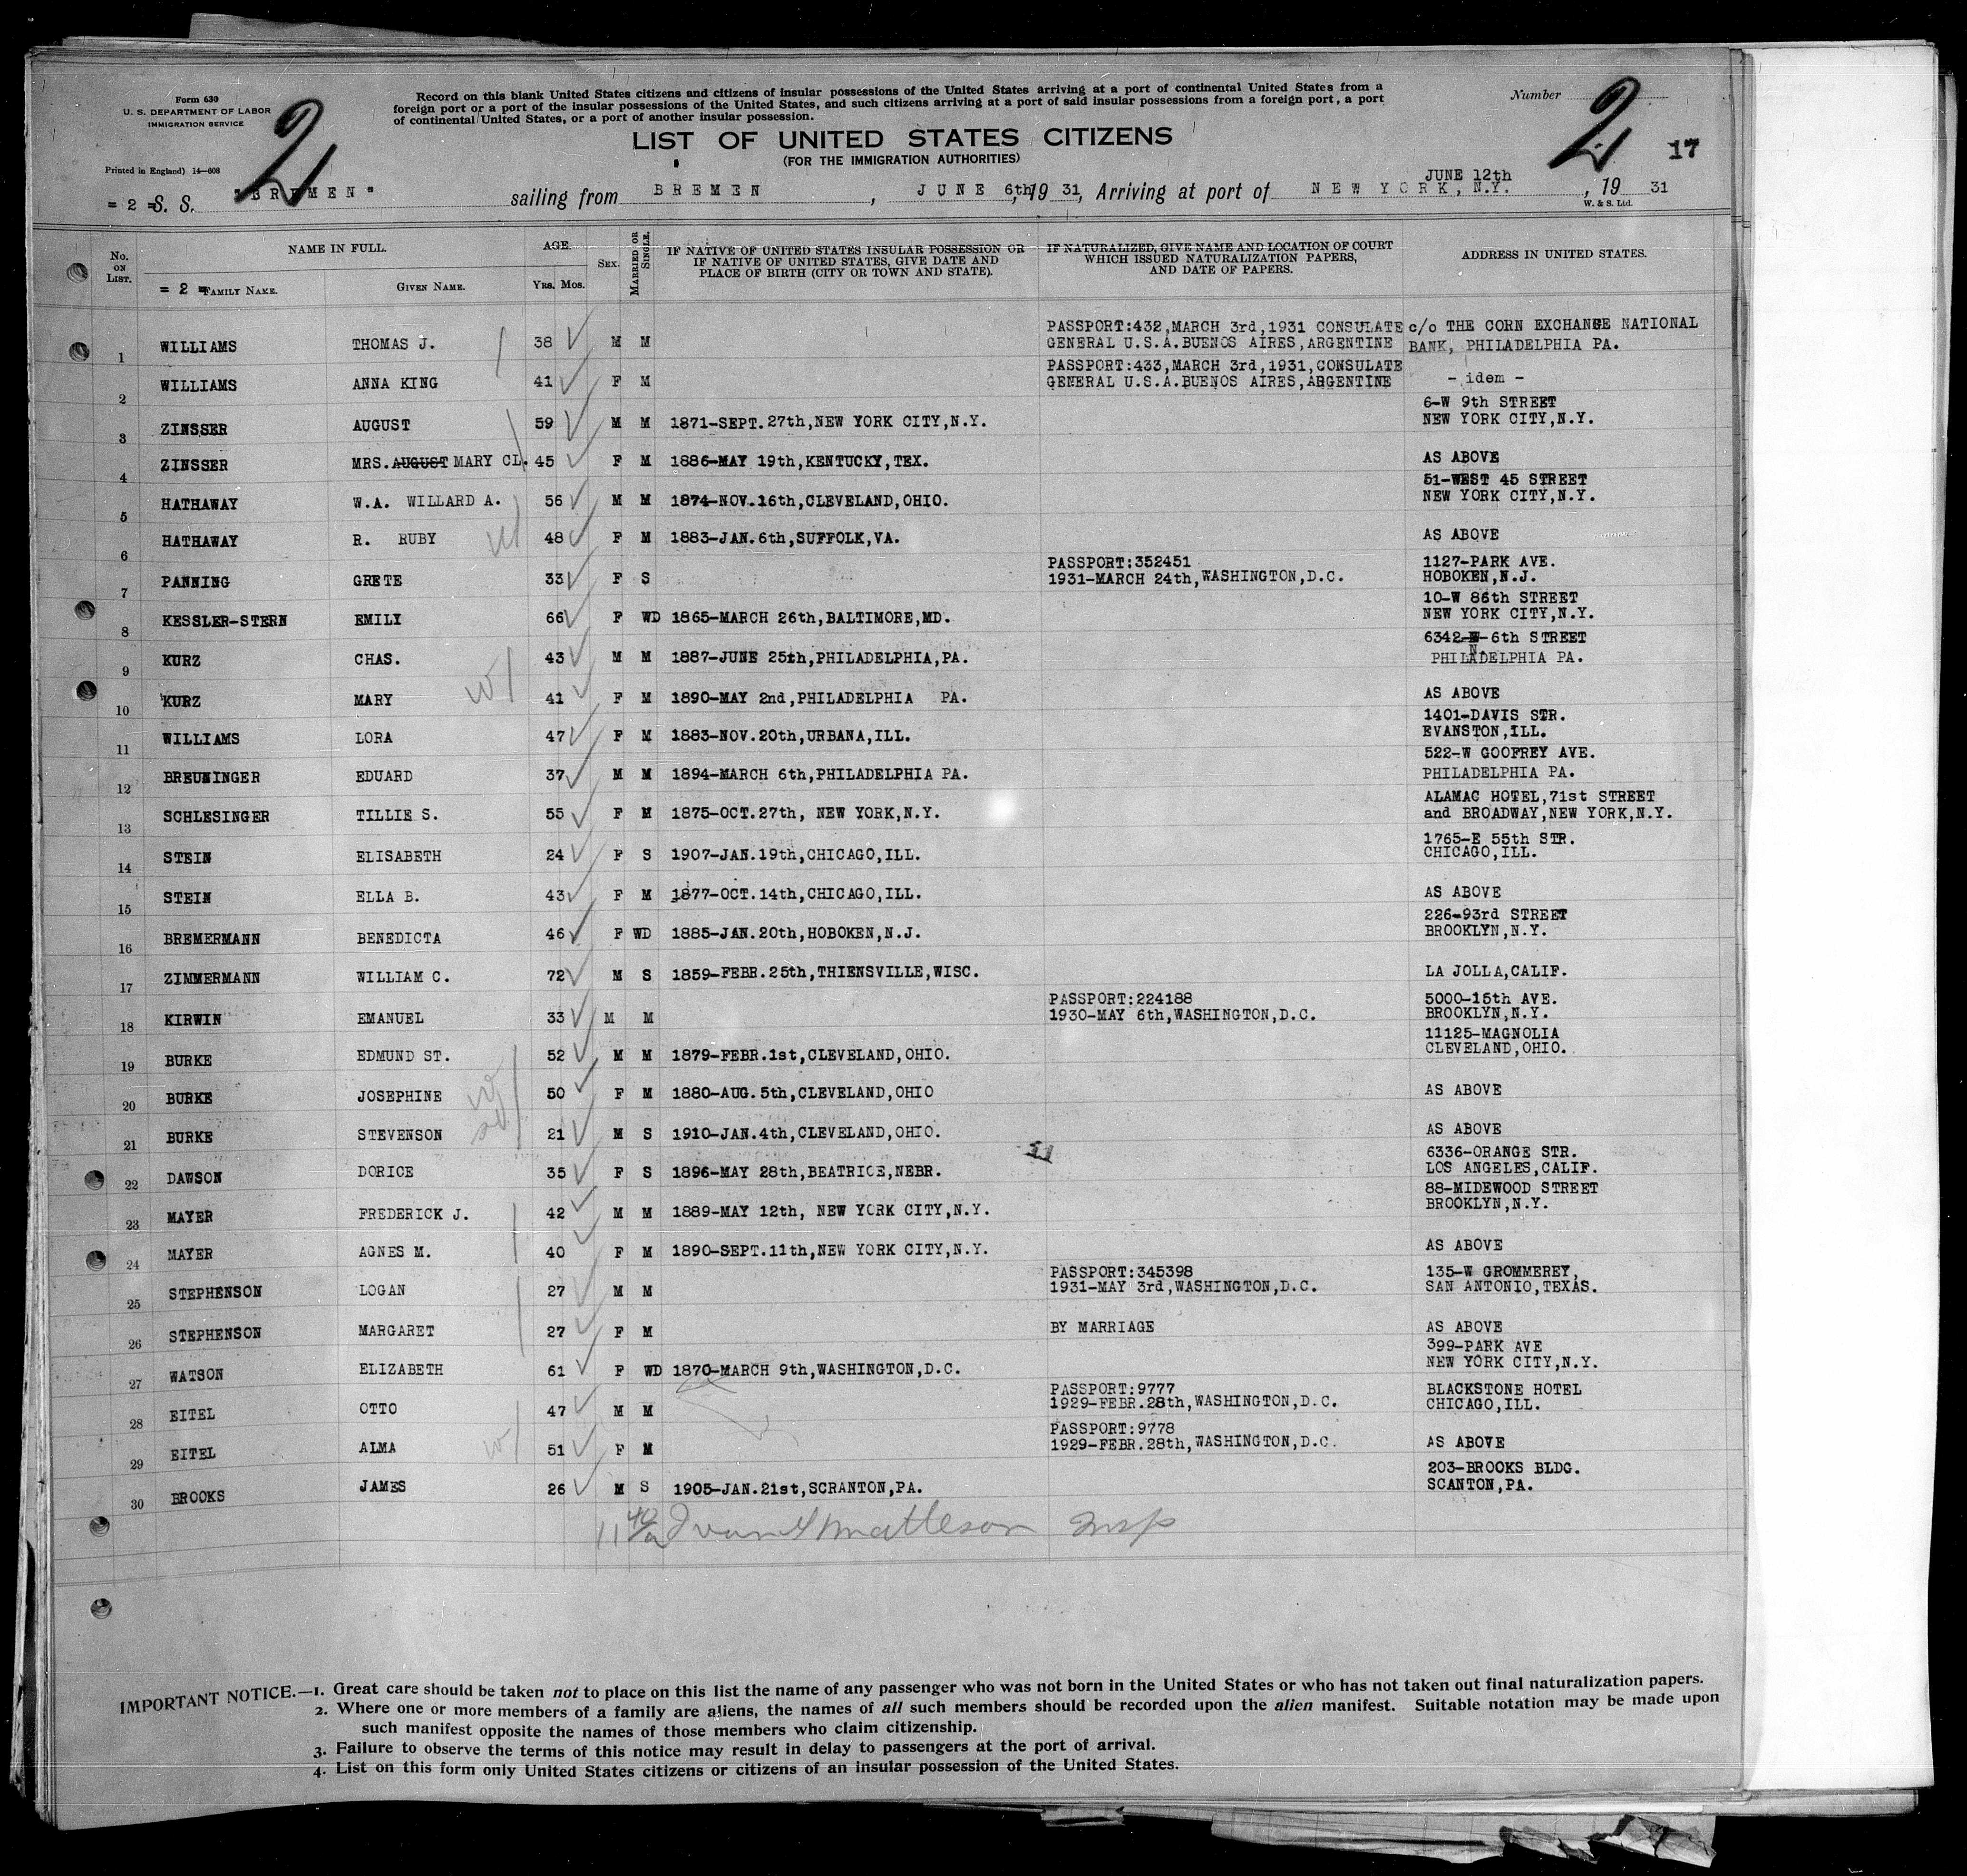 Form 630
U. S. DEPARTMENT OF LABOR
IMMIGRATION SERVICE
Printed in England) 14—608
2
Record on this blank United States citizens and citizens of insular possessions of the United States arriving at a port of continental United States from a
foreign port or a port of the insular possessions of the United States, and such citizens arriving at a port of said insular possessions from a foreign port, a port
of continental United States, or a port of another insular possession.
Number 2
17
LIST OF UNITED STATES CITIZENS
(FOR THE IMMIGRATION AUTHORITIES)
JUNE 12th
= 2 = S. S. "BREMEN" sailing from BREMEN, JUNE 6th, 19 31, Arriving at port of NEW YORK, N.Y., 19 31
W. & S. Ltd.
No. ON LIST. NAME IN FULL. = 2 = FAMILY NAME. GIVEN NAME. AGE. YRS. MOS. SEX. MARRIED OR SINGLE. IF NATIVE OF UNITED STATES INSULAR POSSESSION OR IF NATIVE OF UNITED STATES, GIVE DATE AND PLACE OF BIRTH (CITY OR TOWN AND STATE). IF NATURALIZED, GIVE NAME AND LOCATION OF COURT WHICH ISSUED NATURALIZATION PAPERS, AND DATE OF PAPERS. ADDRESS IN UNITED STATES.
1 WILLIAMS THOMAS J. 38 M M PASSPORT:432,MARCH 3rd,1931 CONSULATE GENERAL U.S.A.BUENOS AIRES,ARGENTINE c/o THE CORN EXCHANGE NATIONAL BANK, PHILADELPHIA PA.
2 WILLIAMS ANNA KING 41 F M PASSPORT:433,MARCH 3rd,1931,CONSULATE GENERAL U.S.A.BUENOS AIRES,ARGENTINE - idem -
3 ZINSSER AUGUST 59 M M 1871-SEPT.27th,NEW YORK CITY,N.Y. 6-W 9th STREET NEW YORK CITY,N.Y.
4 ZINSSER MRS.AUGUST MARY CL. 45 F M 1886-MAY 19th,KENTUCKY,TEX. AS ABOVE
5 HATHAWAY W.A. WILLARD A. 56 M M 1874-NOV.16th,CLEVELAND,OHIO. 51-WEST 45 STREET NEW YORK CITY,N.Y.
6 HATHAWAY R. RUBY 48 F M 1883-JAN.6th,SUFFOLK,VA. AS ABOVE
7 PANNING GRETE 33 F S PASSPORT:352451 1931-MARCH 24th,WASHINGTON,D.C. 1127-PARK AVE. HOBOKEN,N.J.
8 KESSLER-STERN EMILY 66 F WD 1865-MARCH 26th,BALTIMORE,MD. 10-W 86th STREET NEW YORK CITY,N.Y.
9 KURZ CHAS. 43 M M 1887-JUNE 25th,PHILADELPHIA,PA. 6342-W-6th STREET N. PHILADELPHIA PA.
10 KURZ MARY 41 F M 1890-MAY 2nd,PHILADELPHIA PA. AS ABOVE
11 WILLIAMS LORA 47 F M 1883-NOV.20th,URBANA,ILL. 1401-DAVIS STR. EVANSTON,ILL.
12 BREUNINGER EDUARD 37 M M 1894-MARCH 6th,PHILADELPHIA PA. 522-W GOOFREY AVE. PHILADELPHIA PA.
13 SCHLESINGER TILLIE S. 55 F M 1875-OCT.27th, NEW YORK,N.Y. ALAMAC HOTEL,71st STREET and BROADWAY,NEW YORK,N.Y.
14 STEIN ELISABETH 24 F S 1907-JAN.19th,CHICAGO,ILL. 1765-E 55th STR. CHICAGO,ILL.
15 STEIN ELLA B. 43 F M 1877-OCT.14th,CHICAGO,ILL. AS ABOVE
16 BREMERMANN BENEDICTA 46 F WD 1885-JAN.20th,HOBOKEN,N.J. 226-93rd STREET BROOKLYN,N.Y.
17 ZIMMERMANN WILLIAM C. 72 M S 1859-FEBR.25th,THIENSVILLE,WISC. LA JOLLA,CALIF.
18 KIRWIN EMANUEL 33 M M PASSPORT:224188 1930-MAY 6th,WASHINGTON,D.C. 5000-15th AVE. BROOKLYN,N.Y.
19 BURKE EDMUND ST. 52 M M 1879-FEBR.1st,CLEVELAND,OHIO. 11125-MAGNOLIA CLEVELAND,OHIO.
20 BURKE JOSEPHINE 50 F M 1880-AUG.5th,CLEVELAND,OHIO AS ABOVE
21 BURKE STEVENSON 21 M S 1910-JAN.4th,CLEVELAND,OHIO. AS ABOVE
22 DAWSON DORICE 35 F S 1896-MAY 28th,BEATRICE,NEBR. 6336-ORANGE STR. LOS ANGELES,CALIF.
23 MAYER FREDERICK J. 42 M M 1889-MAY 12th, NEW YORK CITY,N.Y. 88-MIDEWOOD STREET BROOKLYN,N.Y.
24 MAYER AGNES M. 40 F M 1890-SEPT.11th,NEW YORK CITY,N.Y. AS ABOVE
25 STEPHENSON LOGAN 27 M M PASSPORT:345398 1931-MAY 3rd,WASHINGTON,D.C. 135-W GROMMEREY, SAN ANTONIO,TEXAS.
26 STEPHENSON MARGARET 27 F M BY MARRIAGE AS ABOVE
27 WATSON ELIZABETH 61 F WD 1870-MARCH 9th,WASHINGTON,D.C. 399-PARK AVE NEW YORK CITY,N.Y.
28 EITEL OTTO 47 M M PASSPORT:9777 1929-FEBR.28th,WASHINGTON,D.C. BLACKSTONE HOTEL CHICAGO,ILL.
29 EITEL ALMA 51 F M PASSPORT:9778 1929-FEBR.28th,WASHINGTON,D.C. AS ABOVE
30 BROOKS JAMES 26 M S 1905-JAN.21st,SCRANTON,PA. 203-BROOKS BLDG. SCANTON,PA.
Matteson Insp
IMPORTANT NOTICE.—1. Great care should be taken not to place on this list the name of any passenger who was not born in the United States or who has not taken out final naturalization papers.
2. Where one or more members of a family are aliens, the names of all such members should be recorded upon the alien manifest. Suitable notation may be made upon
such manifest opposite the names of those members who claim citizenship.
3. Failure to observe the terms of this notice may result in delay to passengers at the port of arrival.
4. List on this form only United States citizens or citizens of an insular possession of the United States.